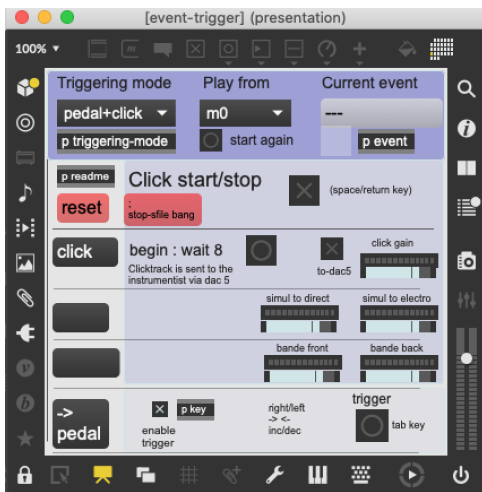 [event-trigger] (presentation)
100%
Triggering mode Play from Current event
pedal+click m0 ---
p triggering-mode start again p event
p readme Click start/stop (space/return key)
reset ;
stop-sfile bang
click begin : wait 8 click gain
Clicktrack is sent to the
instrumentist via dac 5 to-dac5
simul to direct simul to electro
bande front bande back
->
pedal
p key
enable
trigger
right/left
-> <-
inc/dec
trigger
tab key